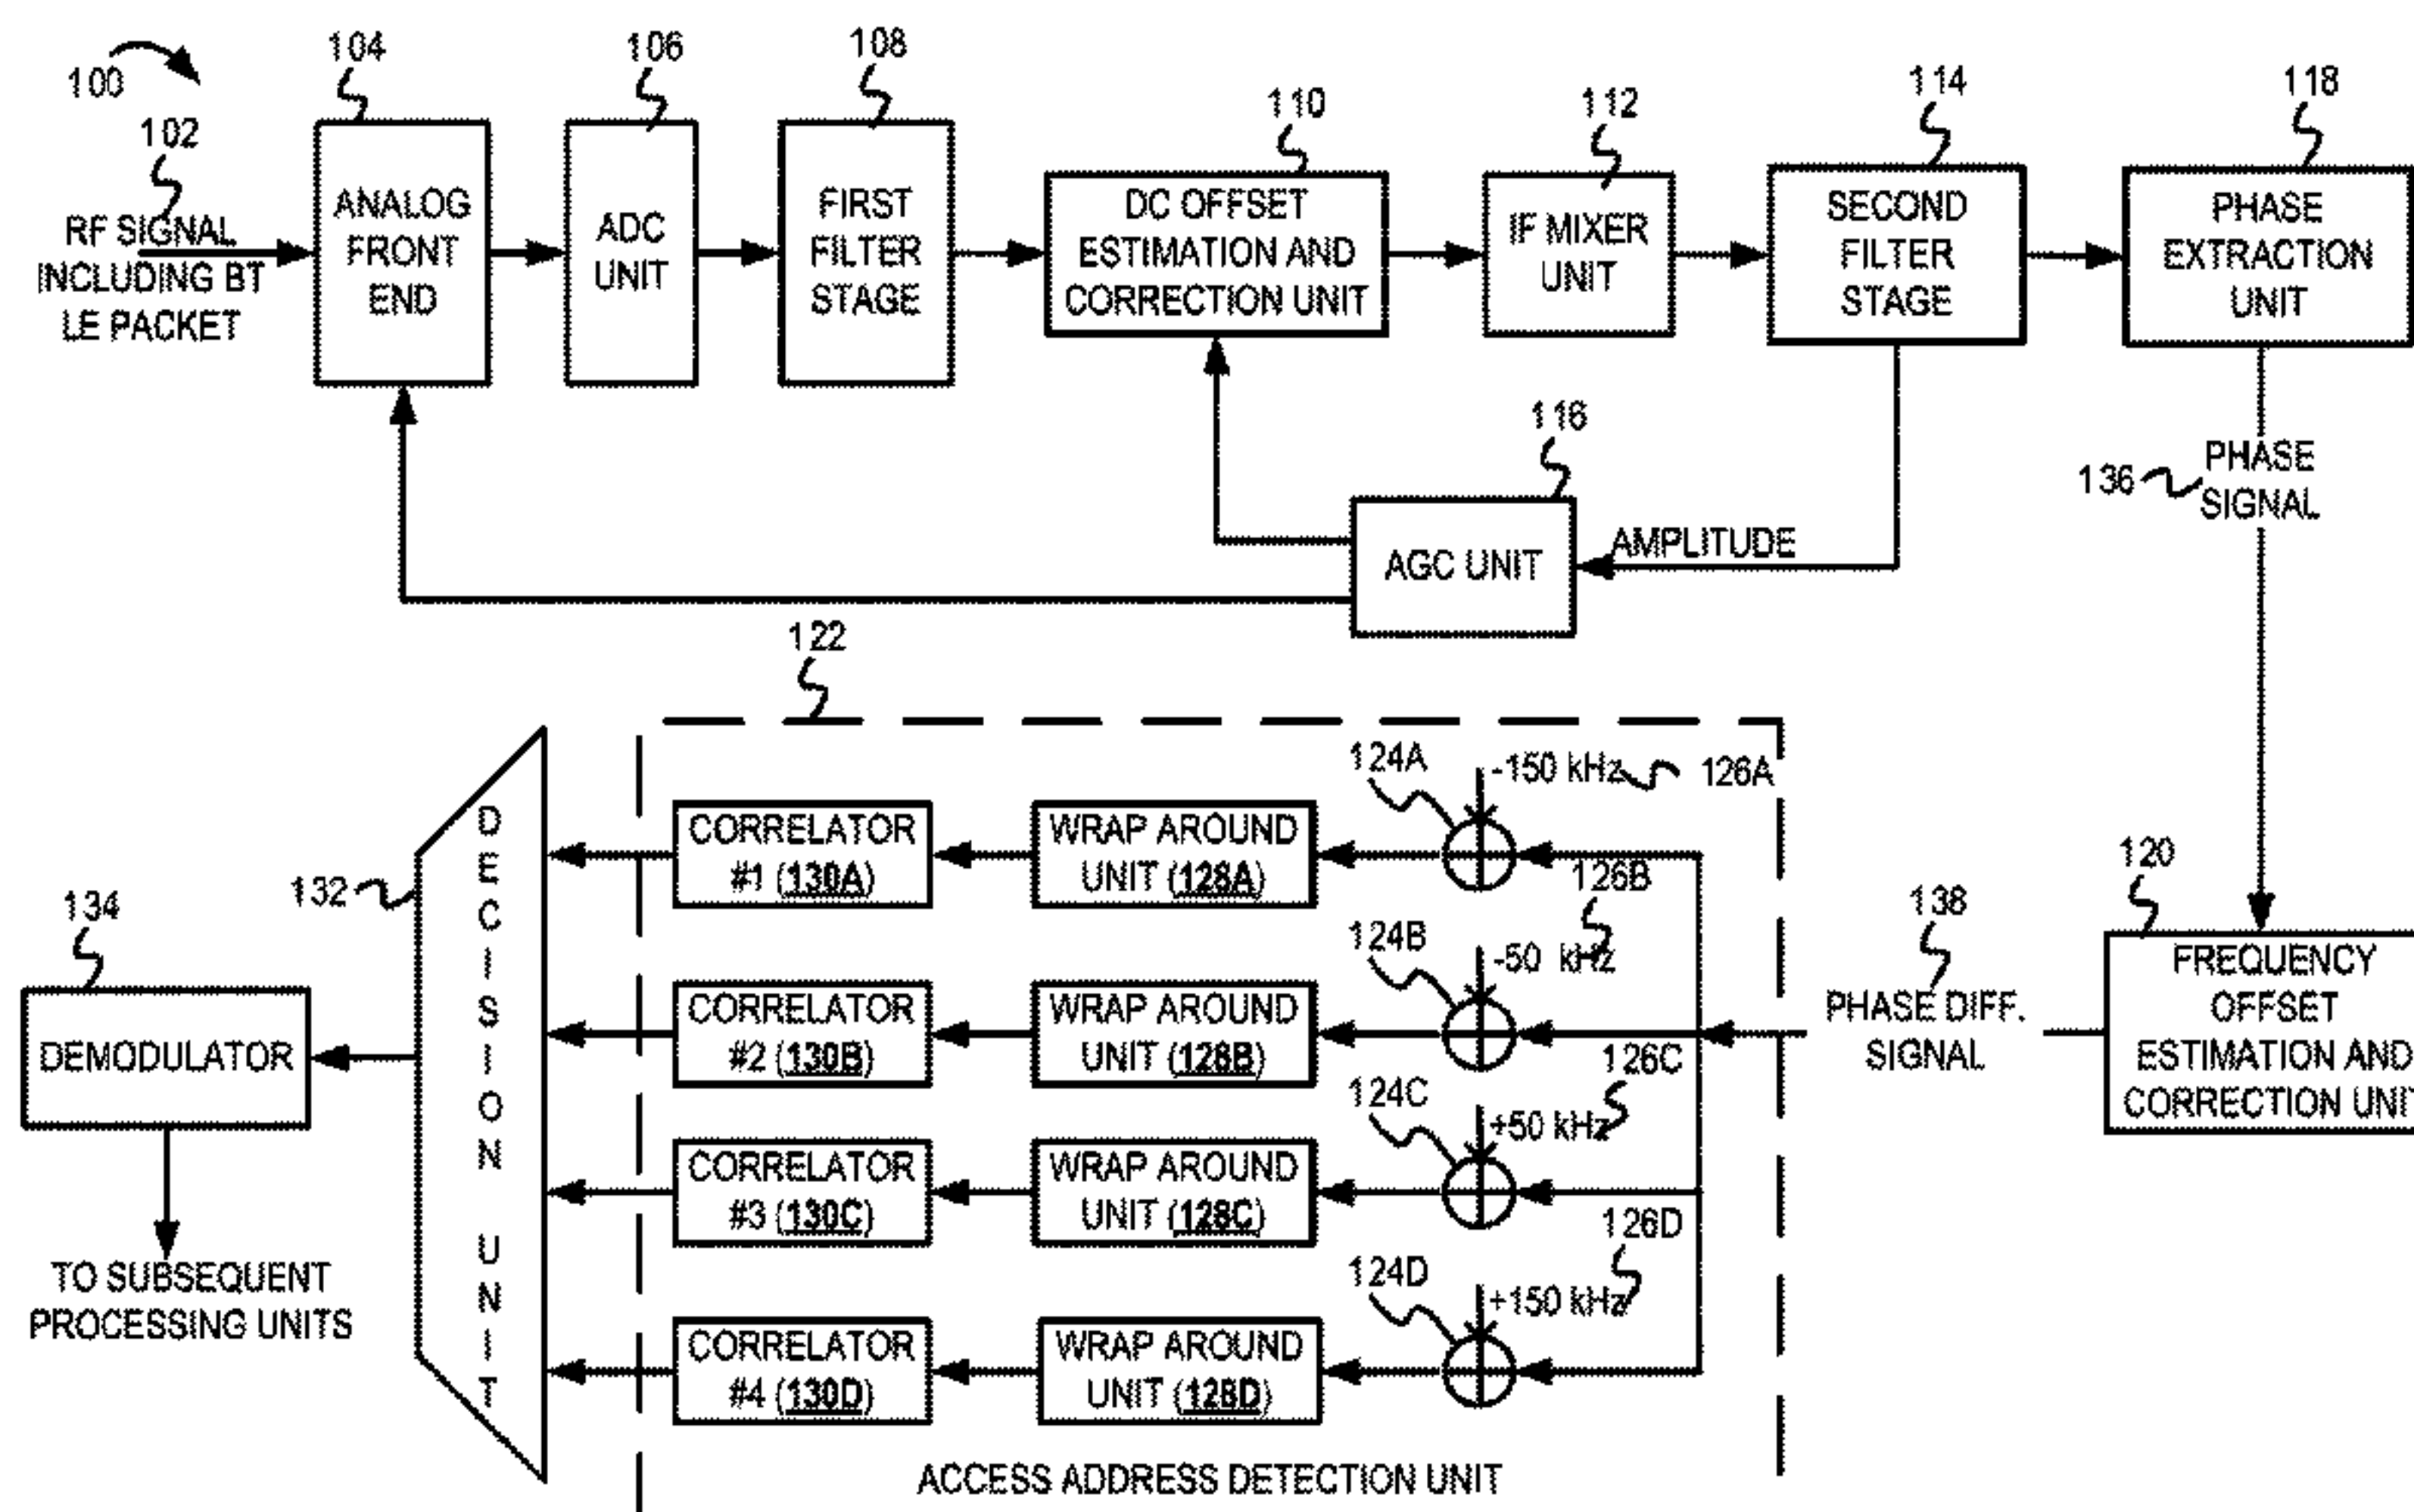 100
102
RF SIGNAL
INCLUDING BT
LE PACKET
104
ANALOG
FRONT
END
106
ADC
UNIT
108
FIRST
FILTER
STAGE
110
DC OFFSET
ESTIMATION AND
CORRECTION UNIT
112
IF MIXER
UNIT
114
SECOND
FILTER
STAGE
118
PHASE
EXTRACTION
UNIT
116
AGC UNIT
AMPLITUDE
136
PHASE
SIGNAL
120
FREQUENCY
OFFSET
ESTIMATION AND
CORRECTION UNIT
138
PHASE DIFF.
SIGNAL
122
124A
-150 kHz
126A
WRAP AROUND
UNIT (128A)
CORRELATOR
#1 (130A)
124B
126B
-50 kHz
WRAP AROUND
UNIT (128B)
CORRELATOR
#2 (130B)
124C
126C
+50 kHz
WRAP AROUND
UNIT (128C)
CORRELATOR
#3 (130C)
124D
126D
+150 kHz
WRAP AROUND
UNIT (128D)
CORRELATOR
#4 (130D)
ACCESS ADDRESS DETECTION UNIT
132
DECISION UNIT
134
DEMODULATOR
TO SUBSEQUENT
PROCESSING UNITS